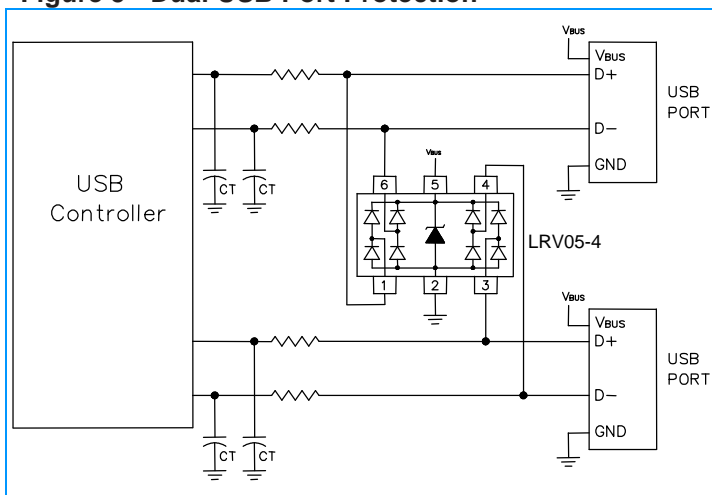 Figure 3 - Dual USB Port Protection
VBUS
VBUS
D+
USB
PORT
D-
GND
CT
CT
USB
Controller
VBUS
6
5
4
LRV05-4
1
2
3
VBUS
VBUS
D+
USB
PORT
D-
GND
CT
CT